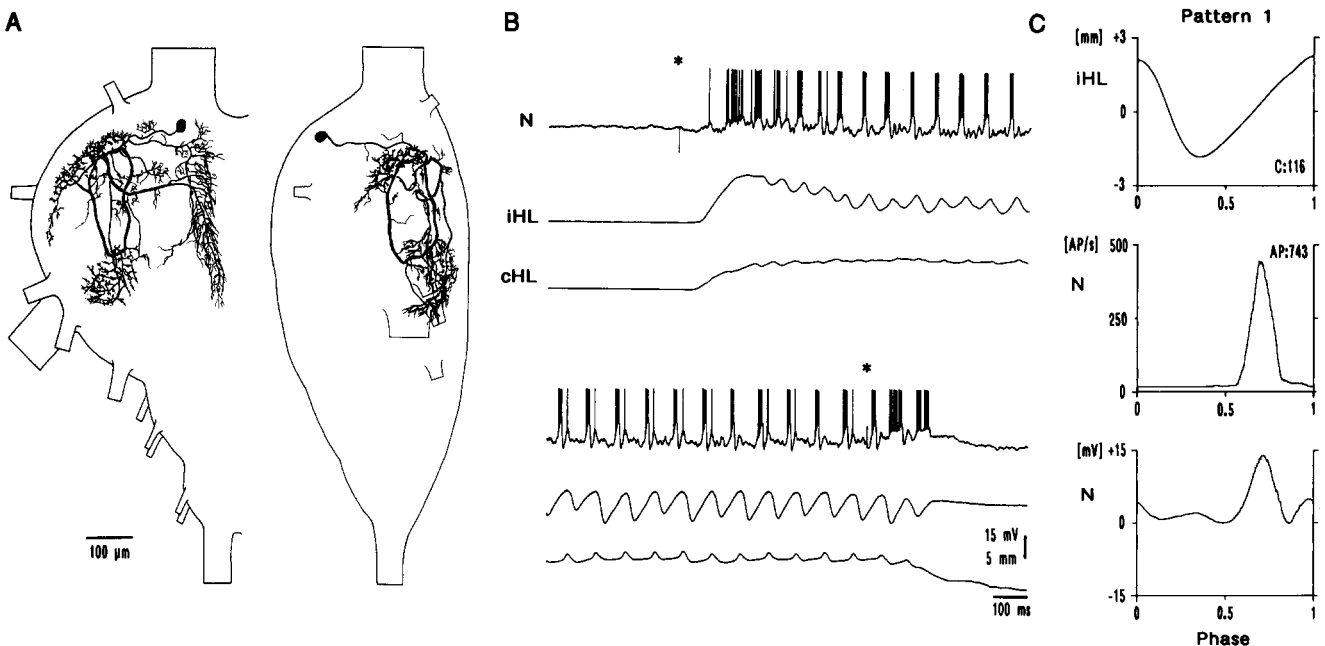 A
100 µm
B
*
N
iHL
cHL
*
15 mV
5 mm
100 ms
C
Pattern 1
[mm] +3
iHL
0
C:116
-3
0 0.5 1
[AP/s] 500
AP:743
N
250
0
0 0.5 1
[mV] +15
N
0
-15
0 0.5 1
Phase